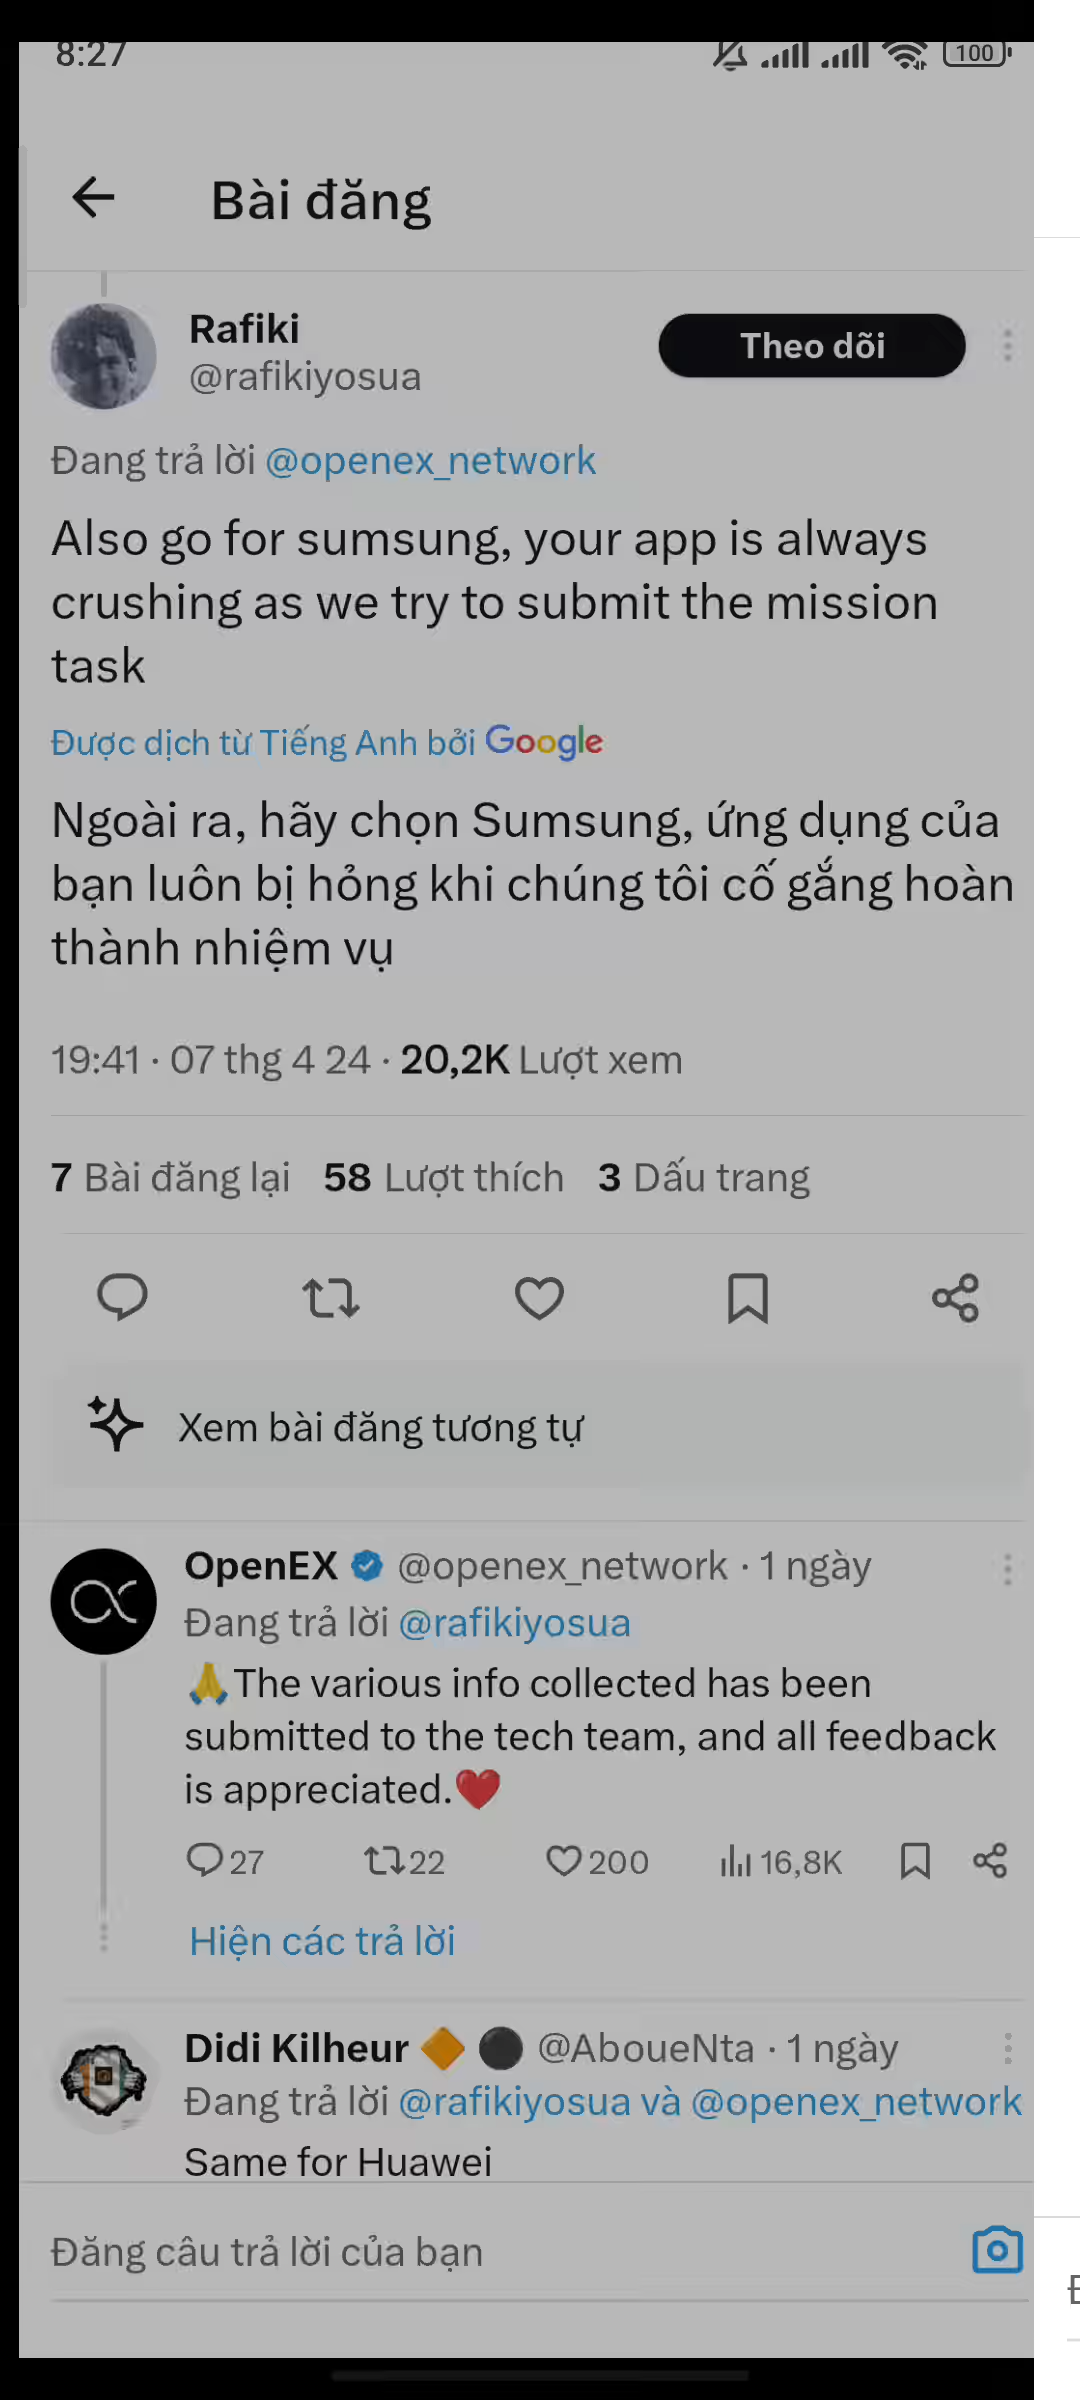 8:27
100
Bài đăng
Rafiki
@rafikiyosua
Theo dõi
Đang trả lời @openex_network
Also go for sumsung, your app is always
crushing as we try to submit the mission
task
Được dịch từ Tiếng Anh bởi Google
Ngoài ra, hãy chọn Sumsung, ứng dụng của
bạn luôn bị hỏng khi chúng tôi cố gắng hoàn
thành nhiệm vụ
19:41 · 07 thg 4 24 · 20,2K Lượt xem
7 Bài đăng lại 58 Lượt thích 3 Dấu trang
Xem bài đăng tương tự
OpenEX @openex_network · 1 ngày
Đang trả lời @rafikiyosua
🙏The various info collected has been
submitted to the tech team, and all feedback
is appreciated.❤️
27 22 200 16,8K
Hiện các trả lời
Didi Kilheur 🔶 ⚫ @AboueNta · 1 ngày
Đang trả lời @rafikiyosua và @openex_network
Same for Huawei
Đăng câu trả lời của bạn